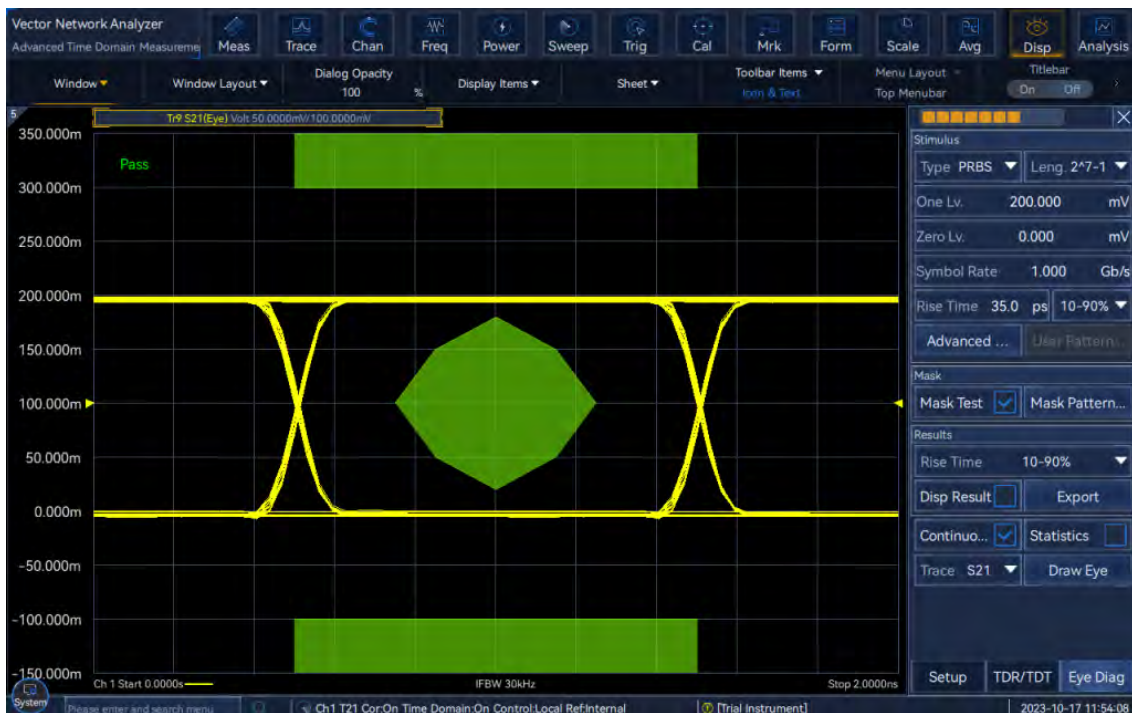 Vector Network Analyzer
Advanced Time Domain Measureme
Meas Trace Chan Freq Power Sweep Trig Cal Mrk Form Scale Avg Disp Analysis
Window Window Layout Dialog Opacity 100 % Display Items Sheet Toolbar Items Icon & Text Menu Layout Top Menubar Titlebar On Off
5
Tr9 S21(Eye) Volt 50.0000mV/100.0000mV
Pass
350.000m
300.000m
250.000m
200.000m
150.000m
100.000m
50.000m
0.000m
-50.000m
-100.000m
-150.000m
Ch 1 Start 0.0000s IFBW 30kHz Stop 2.0000ns
Stimulus
Type PRBS Leng. 2^7-1
One Lv. 200.000 mV
Zero Lv. 0.000 mV
Symbol Rate 1.000 Gb/s
Rise Time 35.0 ps 10-90%
Advanced ... User Pattern...
Mask
Mask Test Mask Pattern...
Results
Rise Time 10-90%
Disp Result Export
Continuo... Statistics
Trace S21 Draw Eye
Setup TDR/TDT Eye Diag
System Please enter and search menu Ch1 T21 Cor:On Time Domain:On Control:Local Ref:Internal [Trial Instrument] 2023-10-17 11:54:08